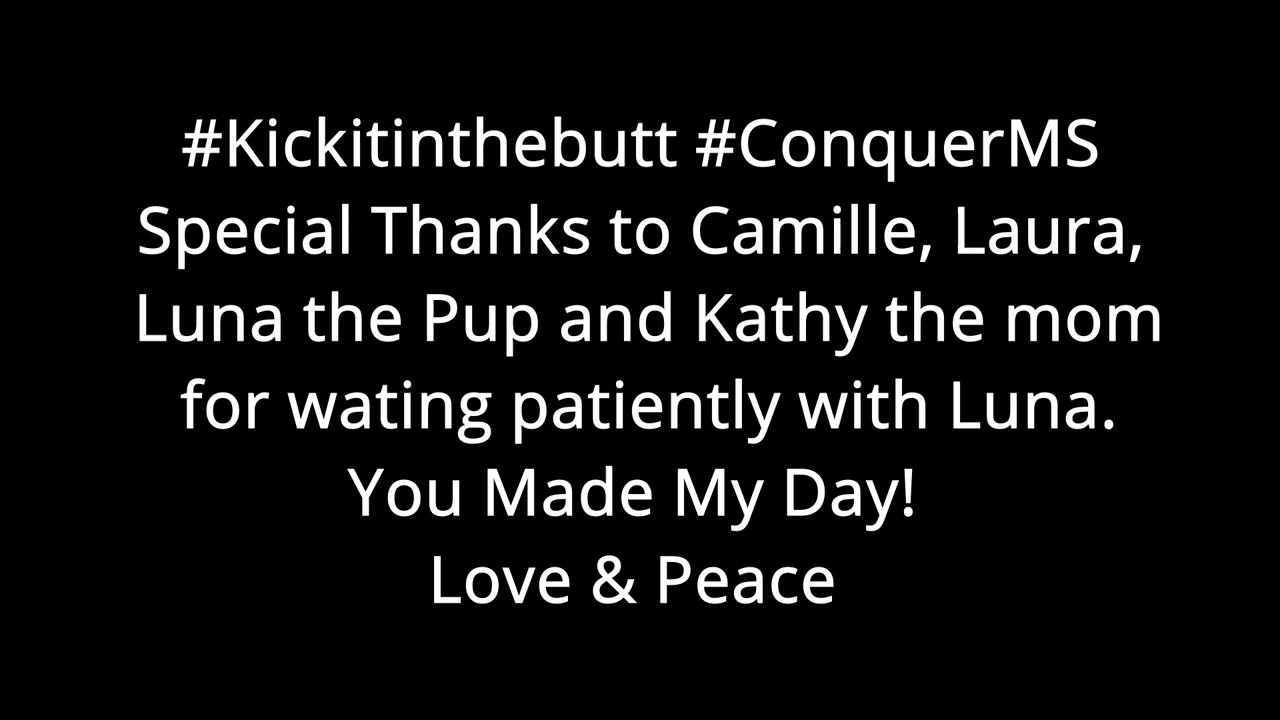 #Kickitinthebutt #ConquerMS
Special Thanks to Camille, Laura,
Luna the Pup and Kathy the mom
for wating patiently with Luna.
You Made My Day!
Love & Peace